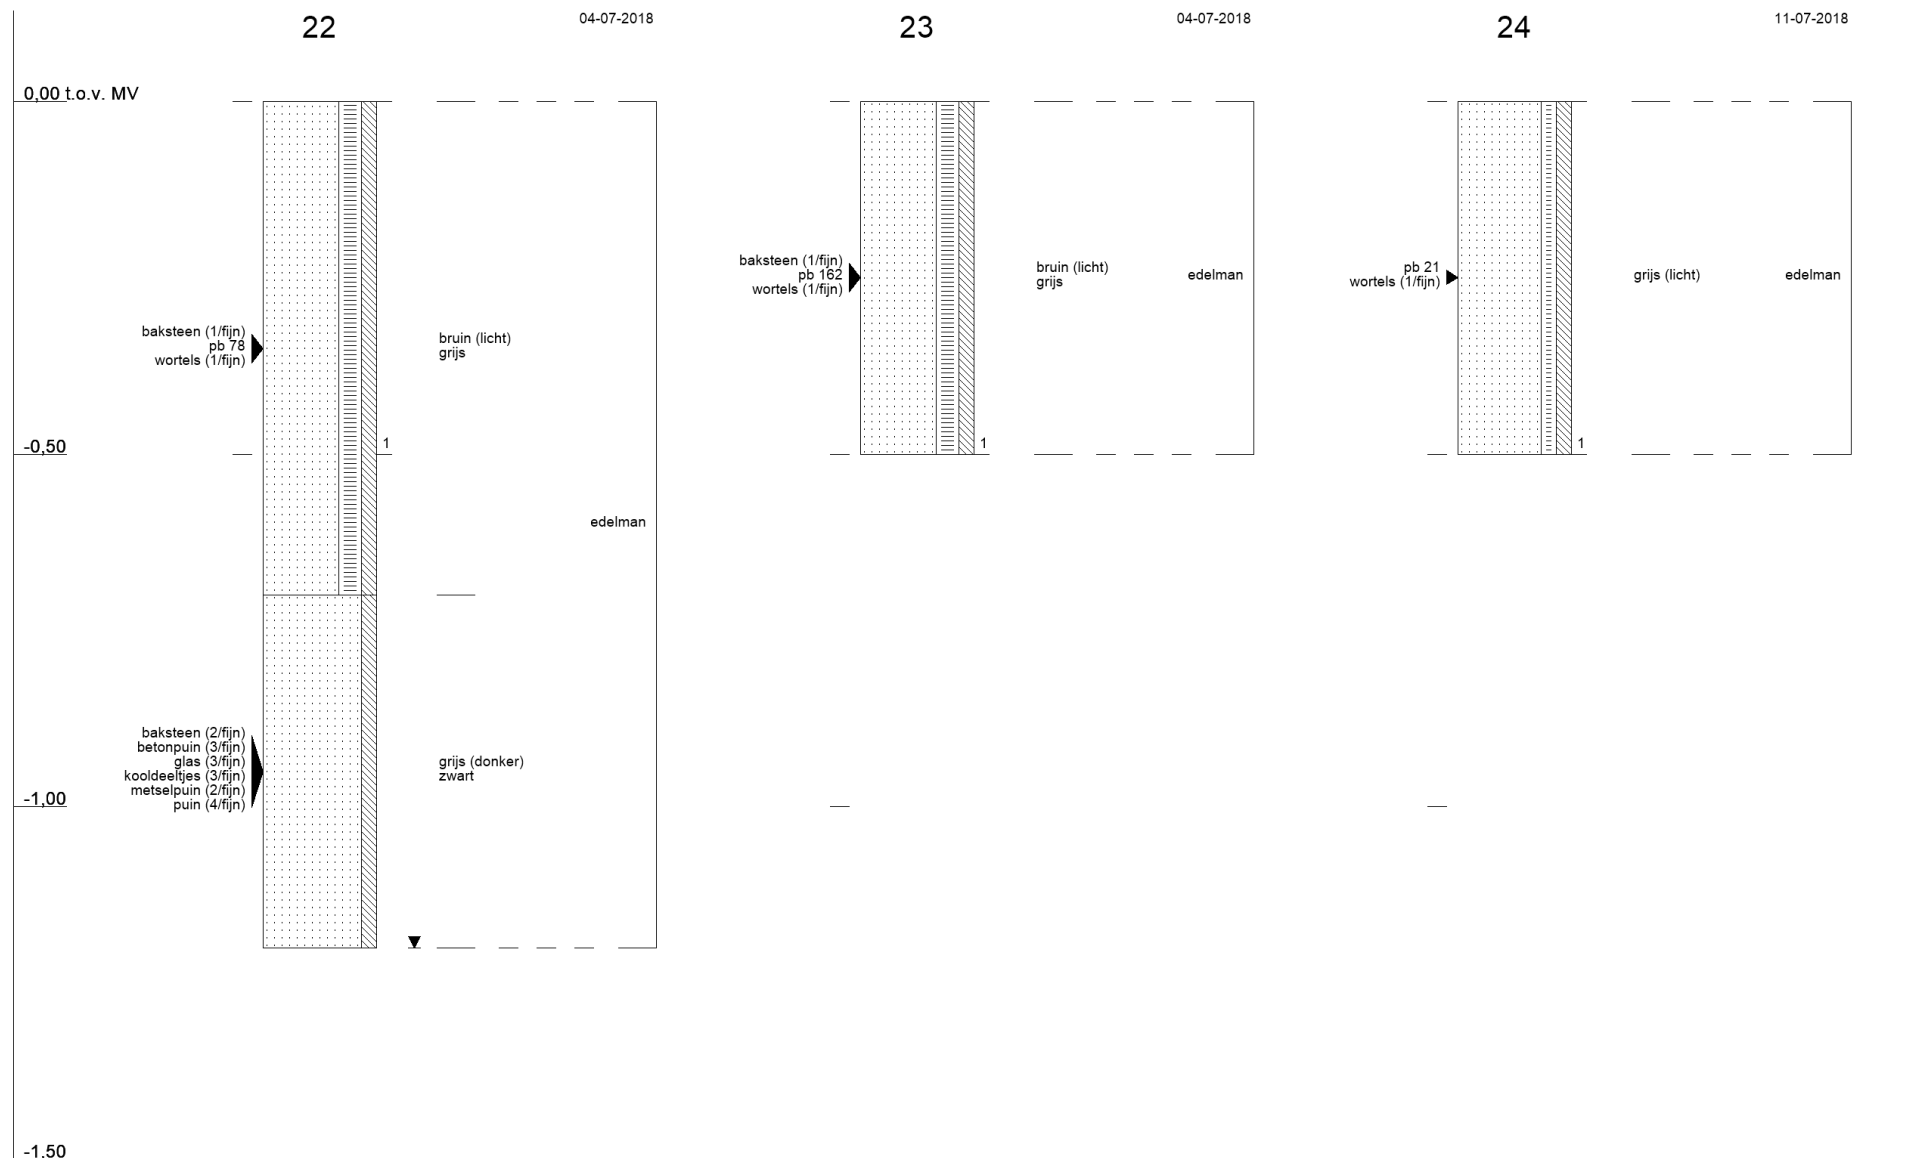 22
04-07-2018
23
04-07-2018
24
11-07-2018
0,00 t.o.v. MV
baksteen (1/fijn)
pb 78
wortels (1/fijn)
bruin (licht)
grijs
1
edelman
baksteen (2/fijn)
betonpuin (3/fijn)
glas (3/fijn)
kooldeeltjes (3/fijn)
metselpuin (2/fijn)
puin (4/fijn)
grijs (donker)
zwart
baksteen (1/fijn)
pb 162
wortels (1/fijn)
bruin (licht)
grijs
edelman
1
pb 21
wortels (1/fijn)
grijs (licht)
edelman
1
-0,50
-1,00
-1,50